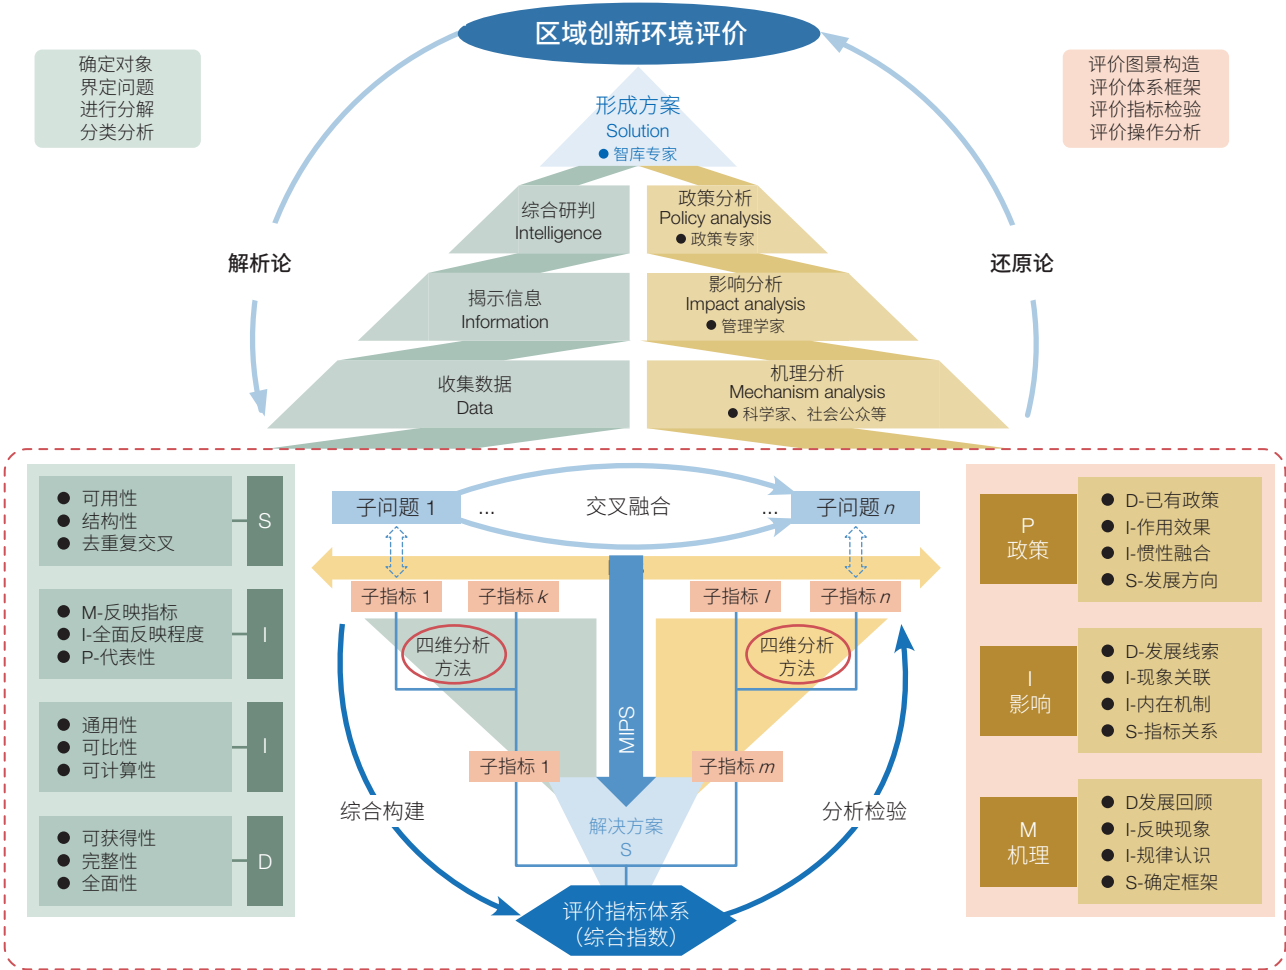 区域创新环境评价
确定对象
界定问题
进行分解
分类分析
评价图景构造
评价体系框架
评价指标检验
评价操作分析
形成方案
Solution
● 智库专家
综合研判
Intelligence
政策分析
Policy analysis
● 政策专家
解析论
还原论
揭示信息
Information
影响分析
Impact analysis
● 管理学家
收集数据
Data
机理分析
Mechanism analysis
● 科学家、社会公众等
● 可用性
● 结构性
● 去重复交叉
S
● M-反映指标
● I-全面反映程度
● P-代表性
I
● 通用性
● 可比性
● 可计算性
I
● 可获得性
● 完整性
● 全面性
D
子问题 1
...
交叉融合
...
子问题 n
子指标 1
子指标 k
子指标 l
子指标 n
四维分析
方法
四维分析
方法
MIPS
子指标 1
子指标 m
综合构建
分析检验
解决方案
S
评价指标体系
（综合指数）
P
政策
● D-已有政策
● I-作用效果
● I-惯性融合
● S-发展方向
I
影响
● D-发展线索
● I-现象关联
● I-内在机制
● S-指标关系
M
机理
● D发展回顾
● I-反映现象
● I-规律认识
● S-确定框架